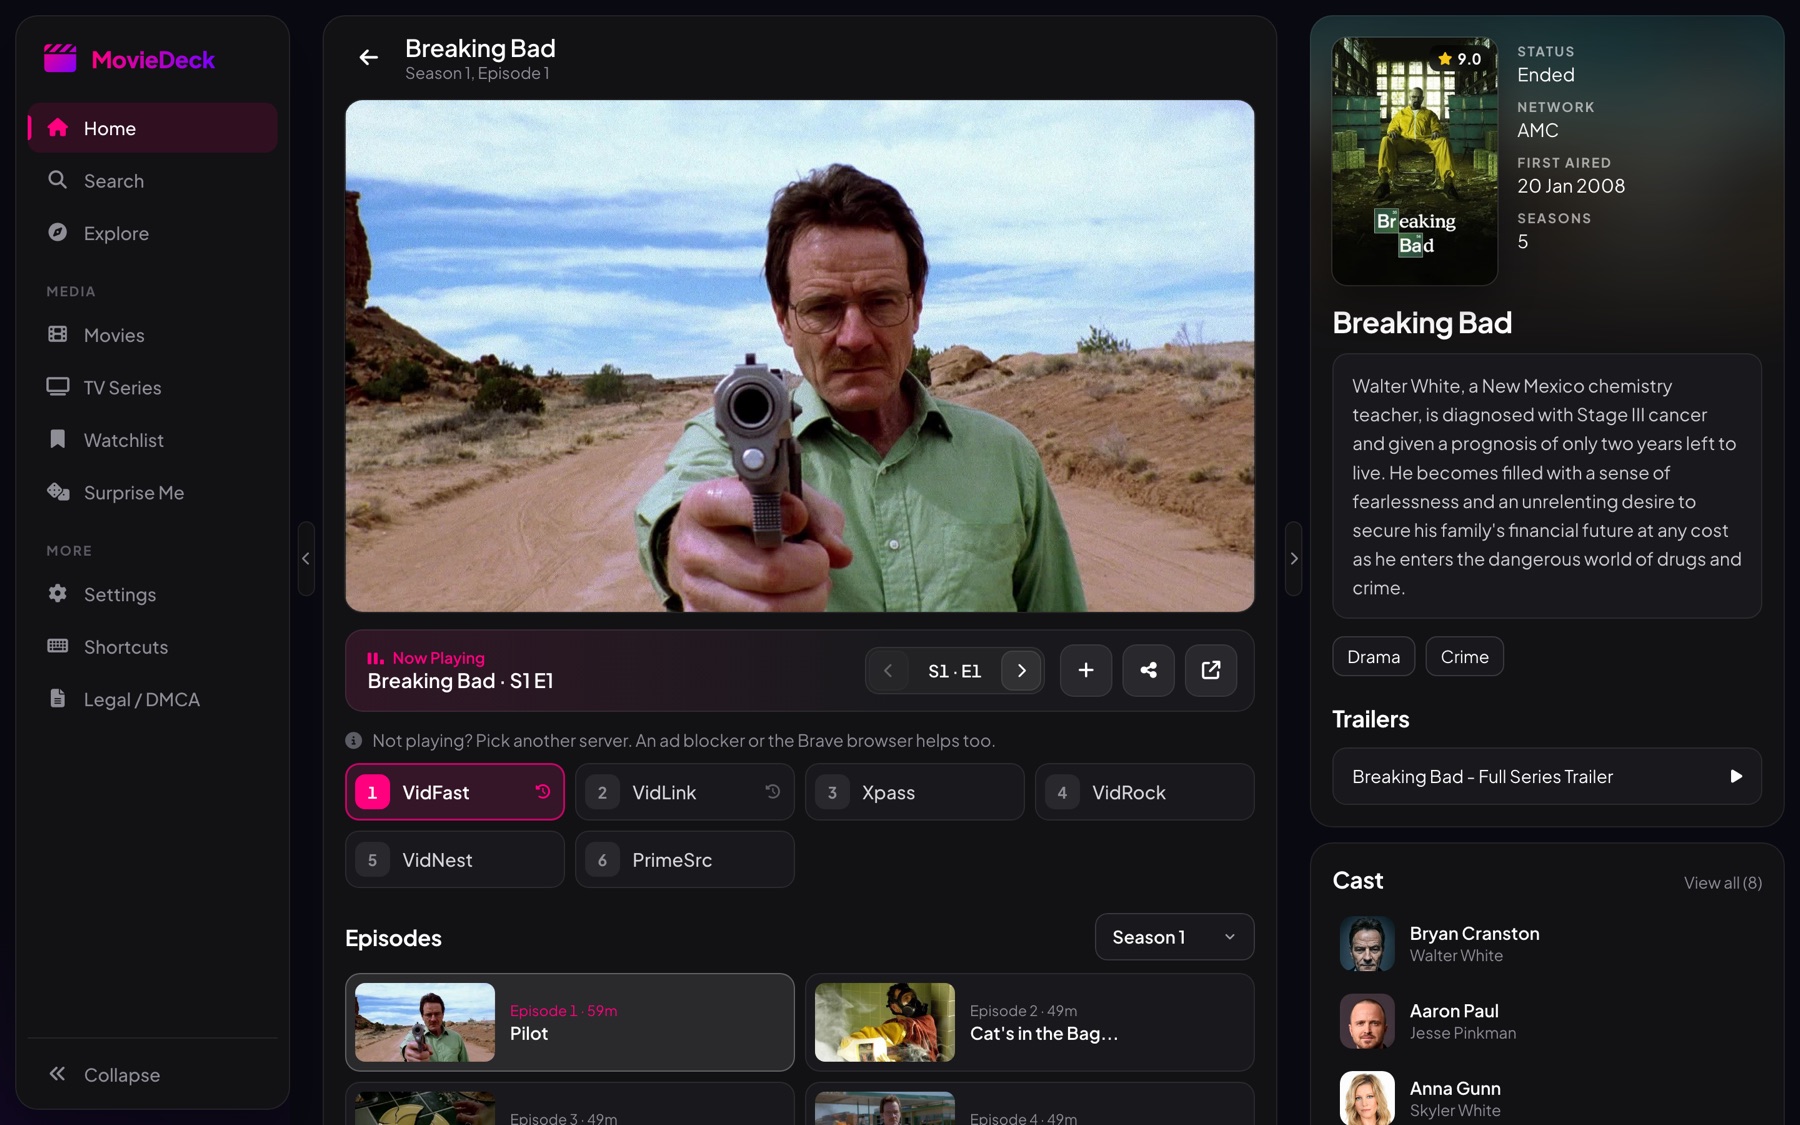 MovieDeck
Home
Search
Explore
MEDIA
Movies
TV Series
Watchlist
Surprise Me
MORE
Settings
Shortcuts
Legal / DMCA
Collapse
Breaking Bad
Season 1, Episode 1
Now Playing
Breaking Bad · S1 E1
S1 · E1
Not playing? Pick another server. An ad blocker or the Brave browser helps too.
1 VidFast
2 VidLink
3 Xpass
4 VidRock
5 VidNest
6 PrimeSrc
Episodes
Season 1
Episode 1 · 59m
Pilot
Episode 2 · 49m
Cat's in the Bag...
Episode 3 · 49m
Episode 4 · 49m
9.0
Breaking
Bad
STATUS
Ended
NETWORK
AMC
FIRST AIRED
20 Jan 2008
SEASONS
5
Breaking Bad
Walter White, a New Mexico chemistry
teacher, is diagnosed with Stage III cancer
and given a prognosis of only two years left to
live. He becomes filled with a sense of
fearlessness and an unrelenting desire to
secure his family's financial future at any cost
as he enters the dangerous world of drugs and
crime.
Drama
Crime
Trailers
Breaking Bad - Full Series Trailer
Cast
View all (8)
Bryan Cranston
Walter White
Aaron Paul
Jesse Pinkman
Anna Gunn
Skyler White